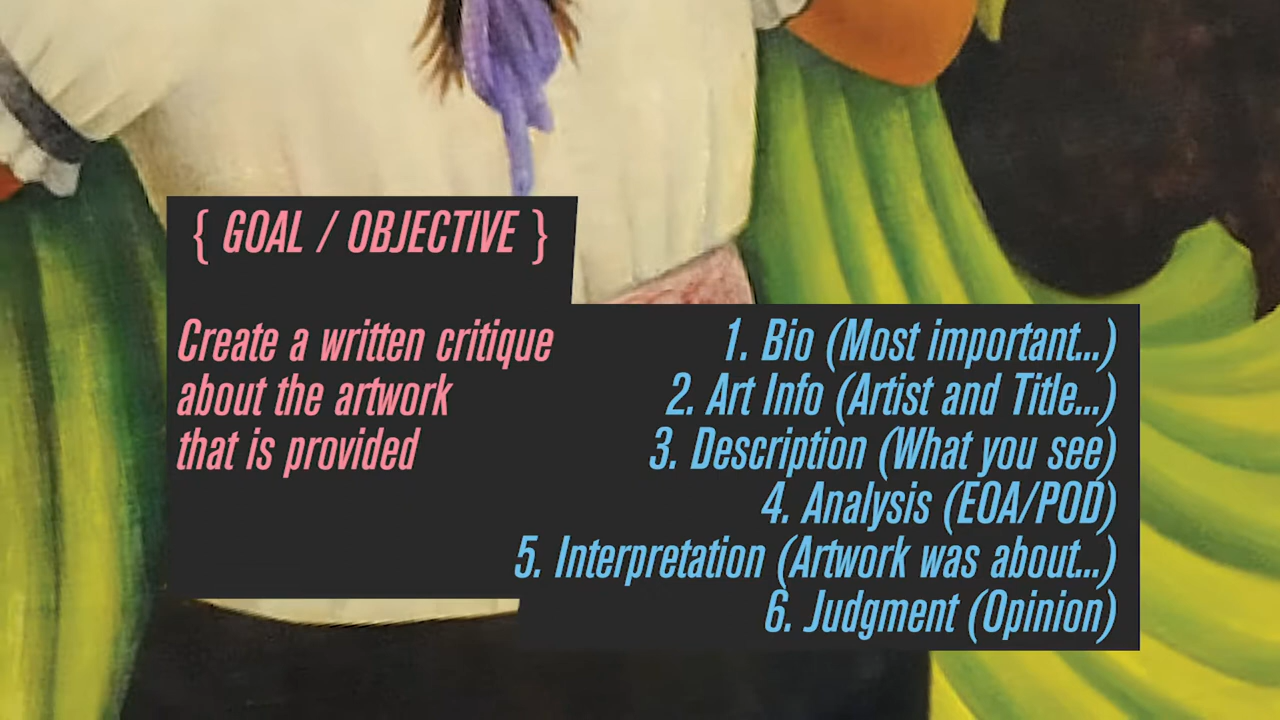 { GOAL / OBJECTIVE }
Create a written critique
about the artwork
that is provided
1. Bio (Most important...)
2. Art Info (Artist and Title...)
3. Description (What you see)
4. Analysis (EOA/POD)
5. Interpretation (Artwork was about...)
6. Judgment (Opinion)